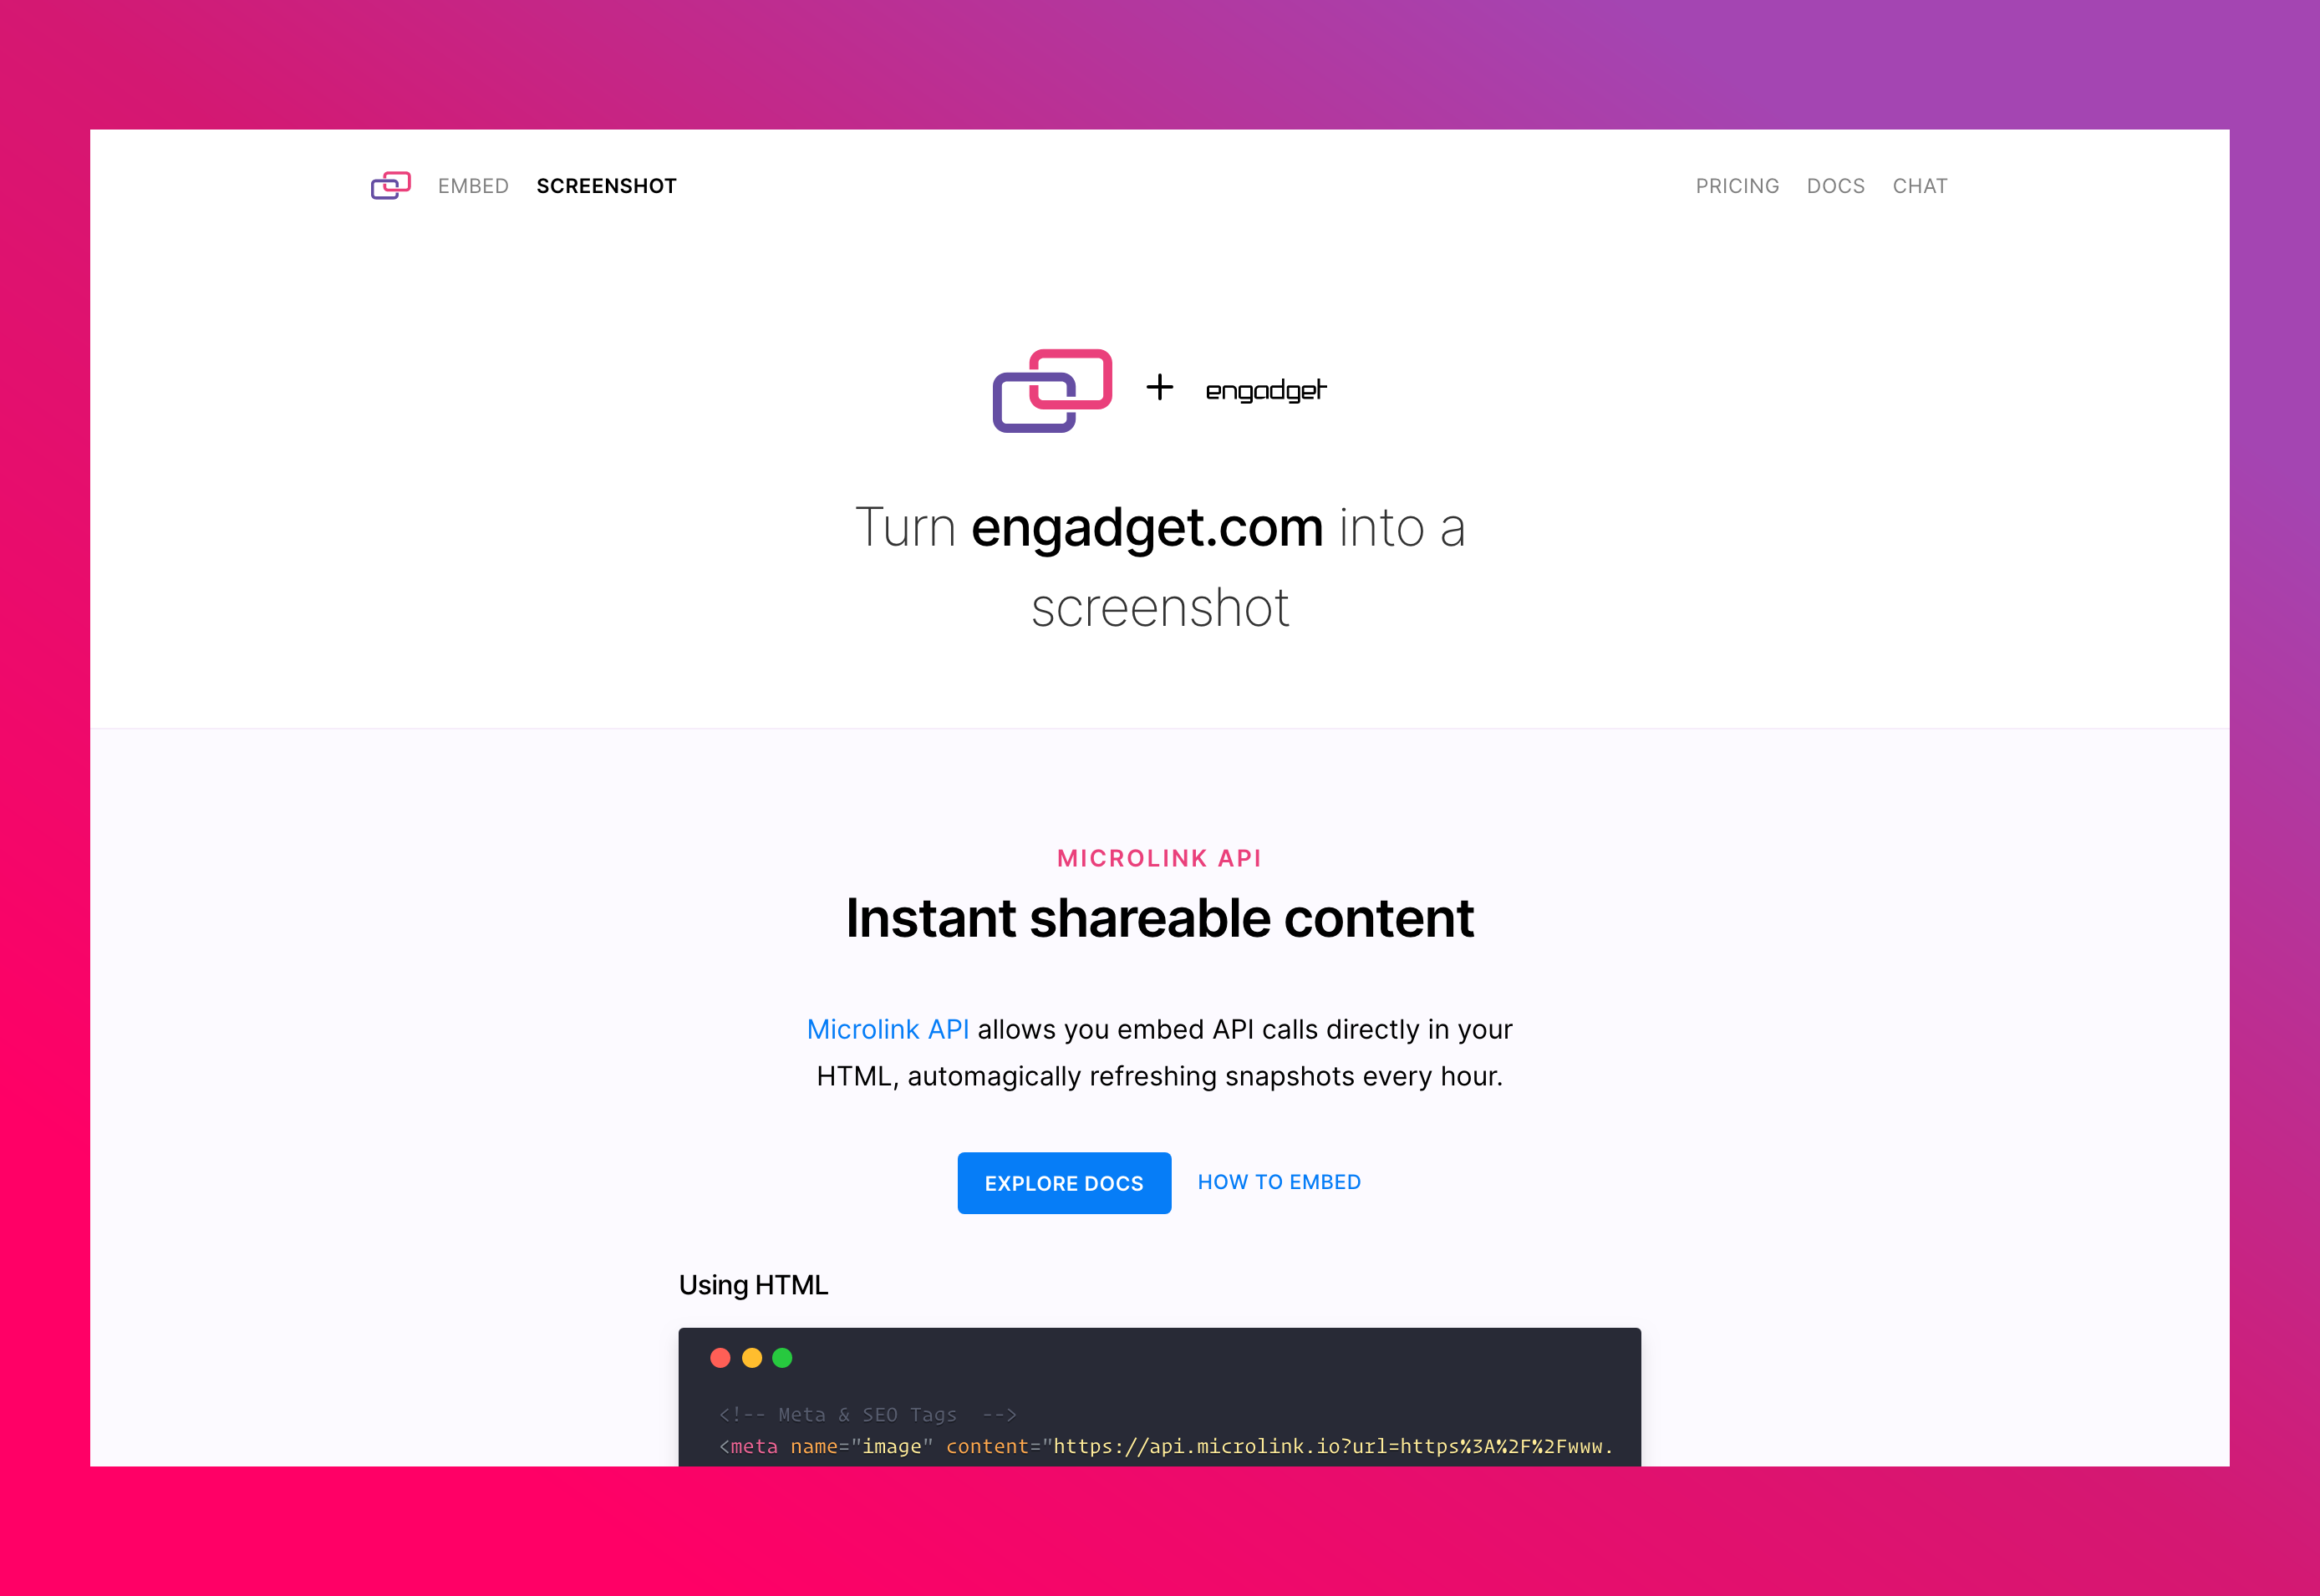 EMBED SCREENSHOT PRICING DOCS CHAT
+ engadget
Turn engadget.com into a
screenshot
MICROLINK API
Instant shareable content
Microlink API allows you embed API calls directly in your
HTML, automagically refreshing snapshots every hour.
EXPLORE DOCS HOW TO EMBED
Using HTML
<!-- Meta & SEO Tags  -->
<meta name="image" content="https://api.microlink.io?url=https%3A%2F%2Fwww.